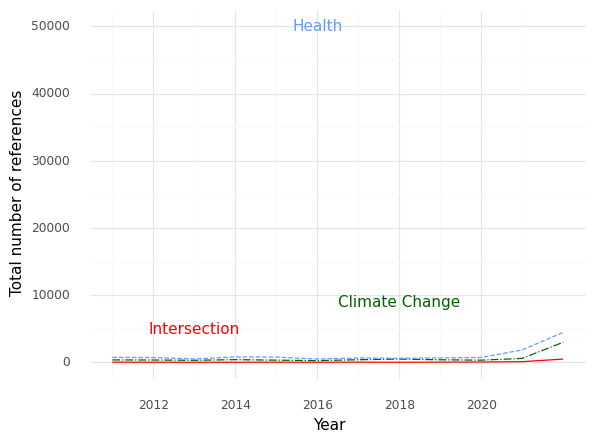 Total number of references
50000
40000
30000
20000
10000
0
Health
Climate Change
Intersection
2012 2014 2016 2018 2020
Year